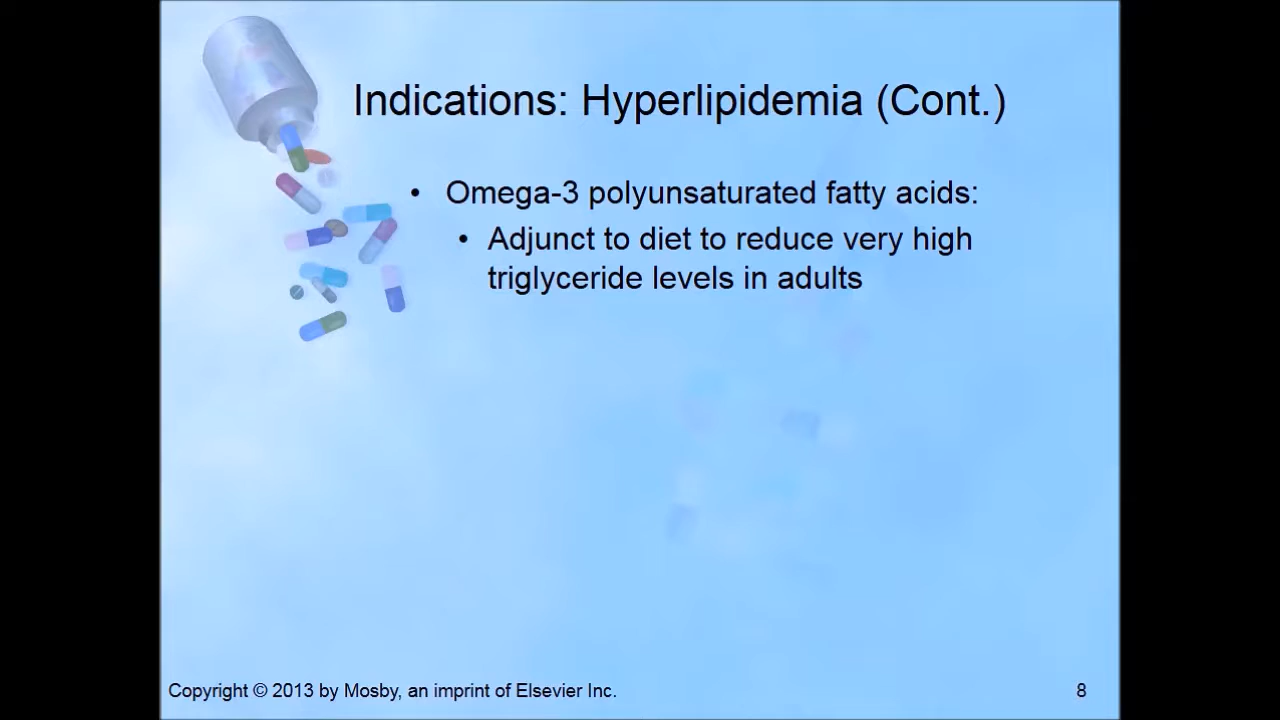 Indications: Hyperlipidemia (Cont.)
• Omega-3 polyunsaturated fatty acids:
• Adjunct to diet to reduce very high
triglyceride levels in adults
Copyright © 2013 by Mosby, an imprint of Elsevier Inc.
8